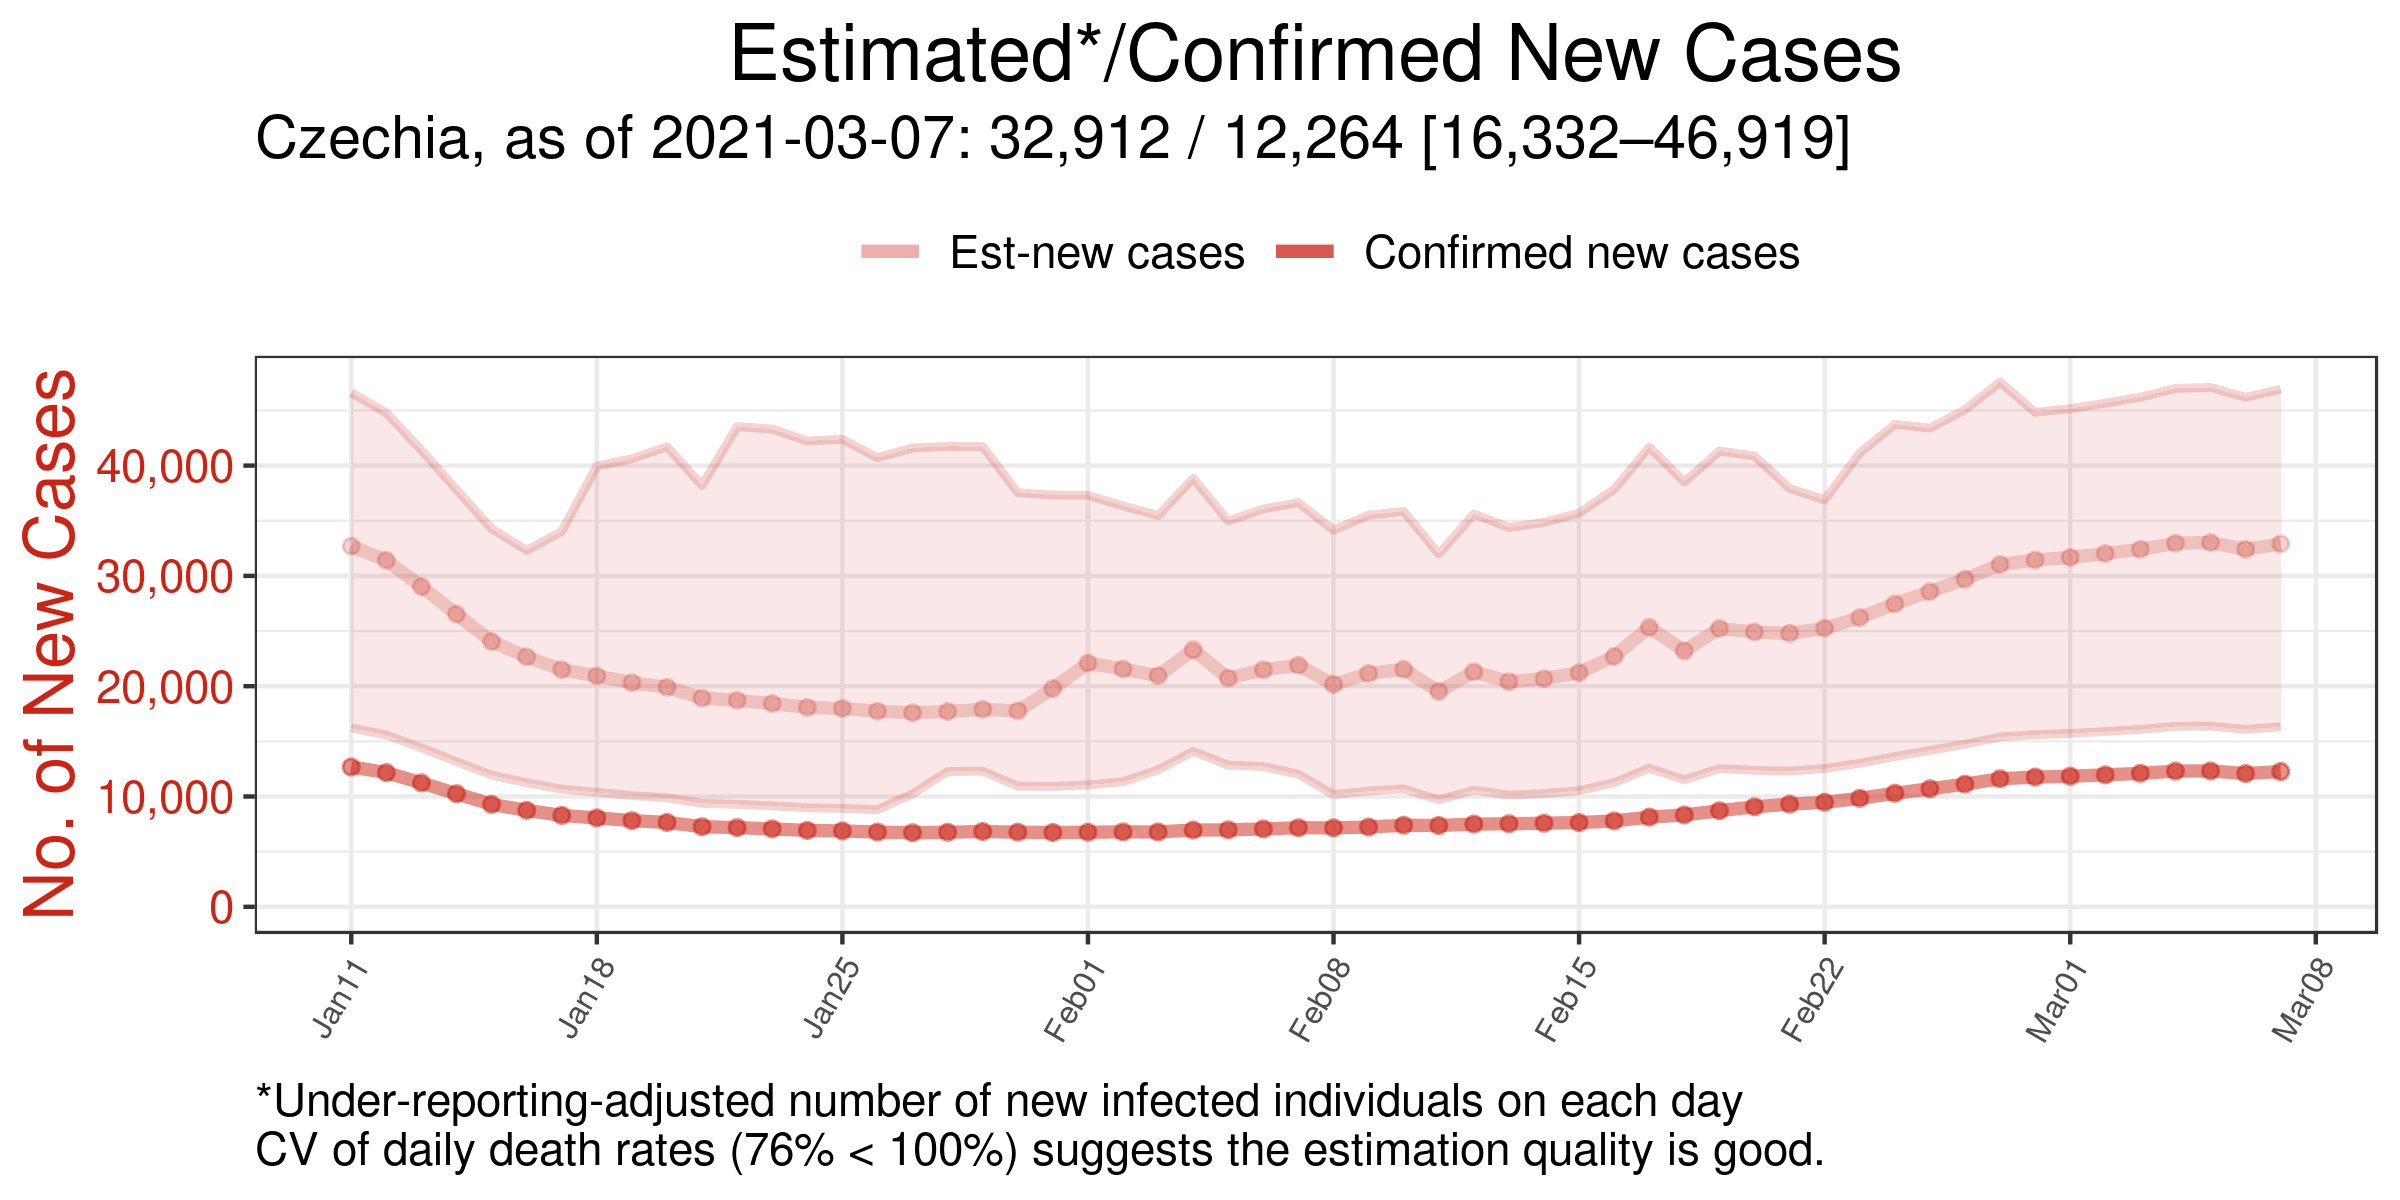 Estimated*/Confirmed New Cases
Czechia, as of 2021-03-07: 32,912 / 12,264 [16,332–46,919]
Est-new cases
Confirmed new cases
No. of New Cases
40,000
30,000
20,000
10,000
0
Jan11
Jan18
Jan25
Feb01
Feb08
Feb15
Feb22
Mar01
Mar08
*Under-reporting-adjusted number of new infected individuals on each day
CV of daily death rates (76% < 100%) suggests the estimation quality is good.